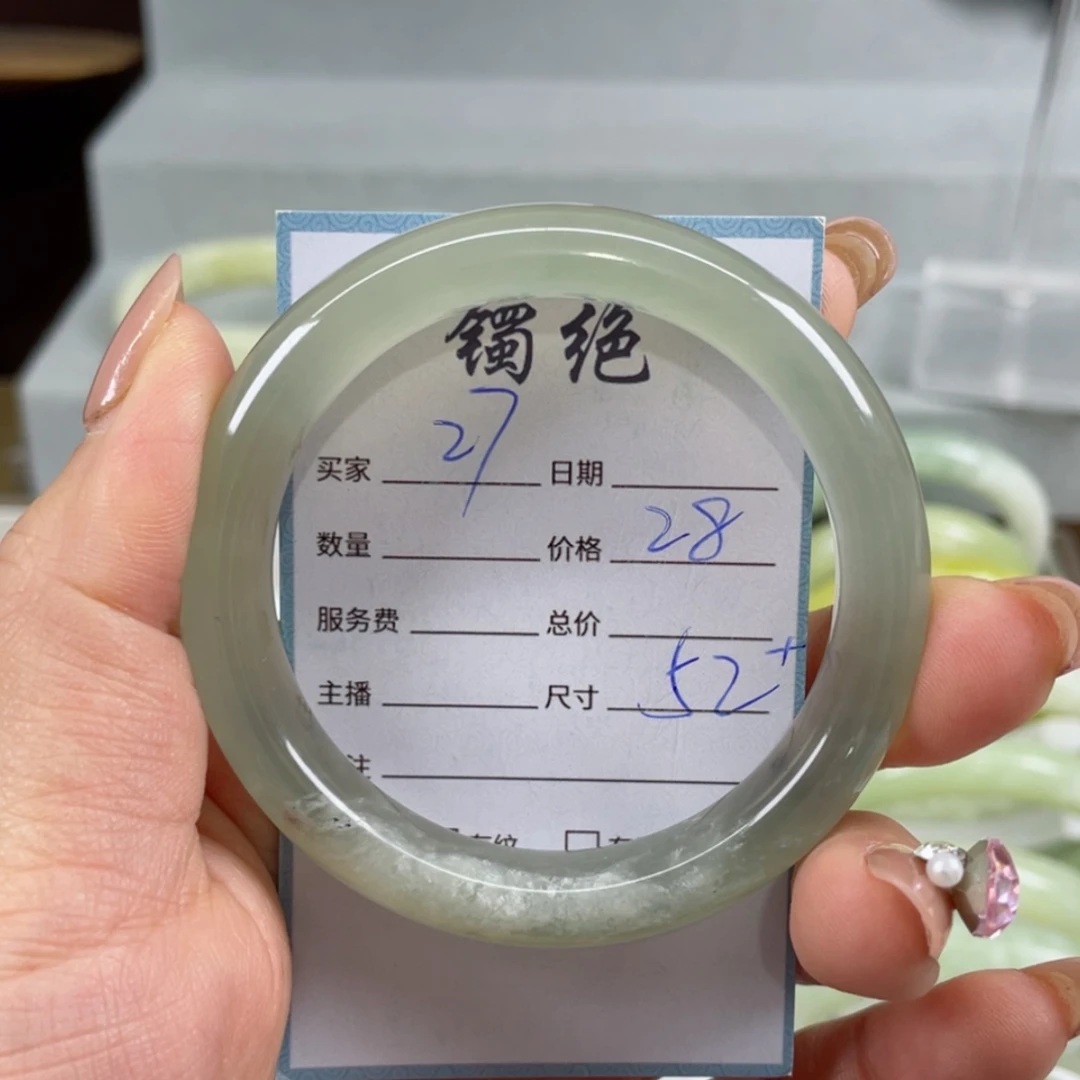 镯绝
买家 27 日期
数量 价格 28
服务费 总价
主播 尺寸 52+
注